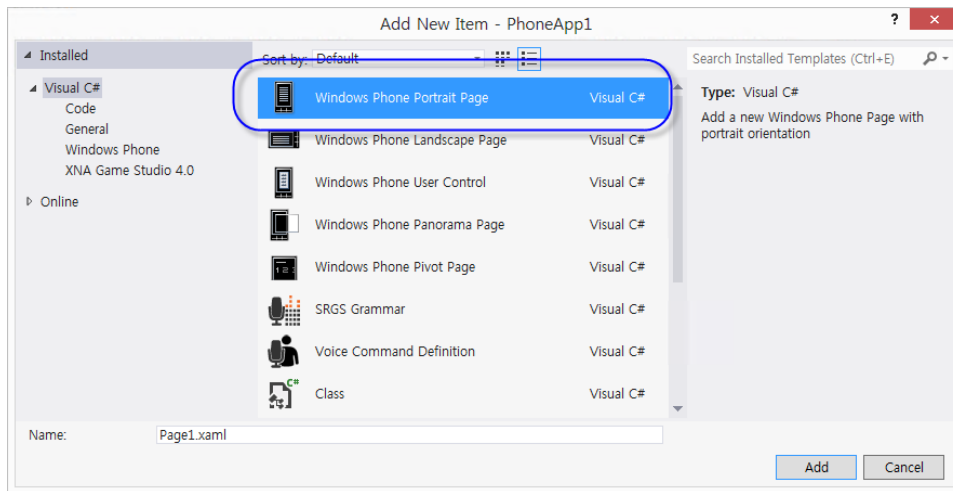 Add New Item - PhoneApp1
?
Installed
Sort by: Default
Search Installed Templates (Ctrl+E)
Visual C#
Code
General
Windows Phone
XNA Game Studio 4.0
Online
Windows Phone Portrait Page Visual C#
Windows Phone Landscape Page Visual C#
Windows Phone User Control Visual C#
Windows Phone Panorama Page Visual C#
Windows Phone Pivot Page Visual C#
SRGS Grammar Visual C#
Voice Command Definition Visual C#
C#
Class Visual C#
Type: Visual C#
Add a new Windows Phone Page with
portrait orientation
Name: Page1.xaml
Add Cancel